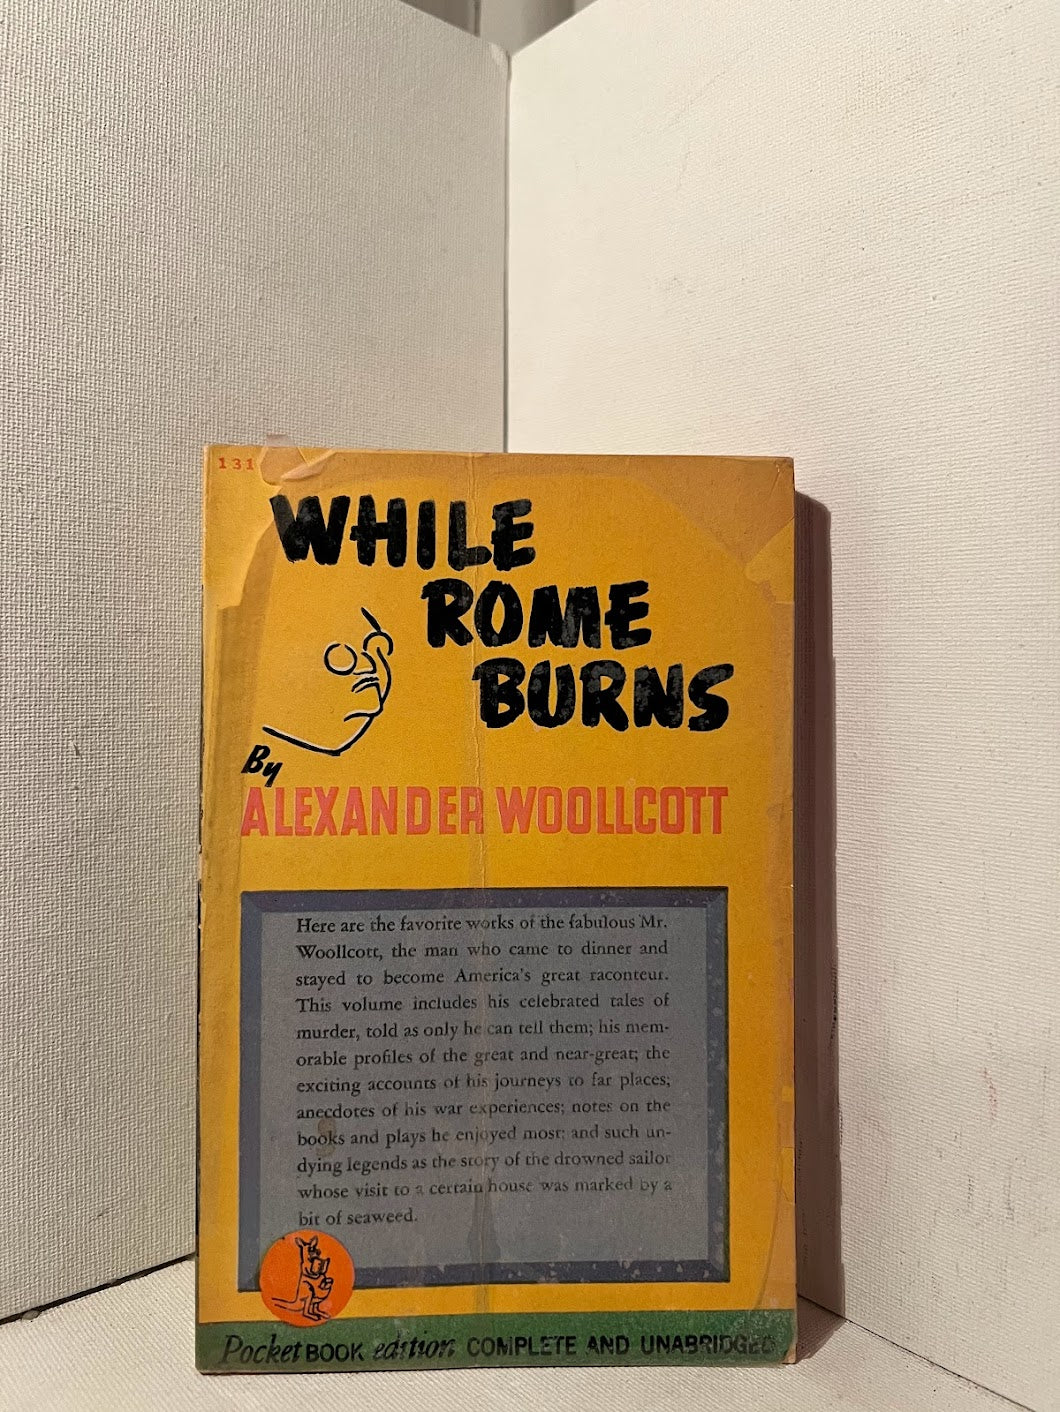 131
WHILE
ROME
BURNS
By
ALEXANDER WOOLLCOTT
Here are the favorite works of the fabulous Mr.
Woollcott, the man who came to dinner and
stayed to become America's great raconteur.
This volume includes his celebrated tales of
murder, told as only he can tell them; his mem-
orable profiles of the great and near-great; the
exciting accounts of his journeys to far places;
anecdotes of his war experiences; notes on the
books and plays he enjoyed most; and such un-
dying legends as the story of the drowned sailor
whose visit to a certain house was marked by a
bit of seaweed.
Pocket BOOK edition COMPLETE AND UNABRIDGED